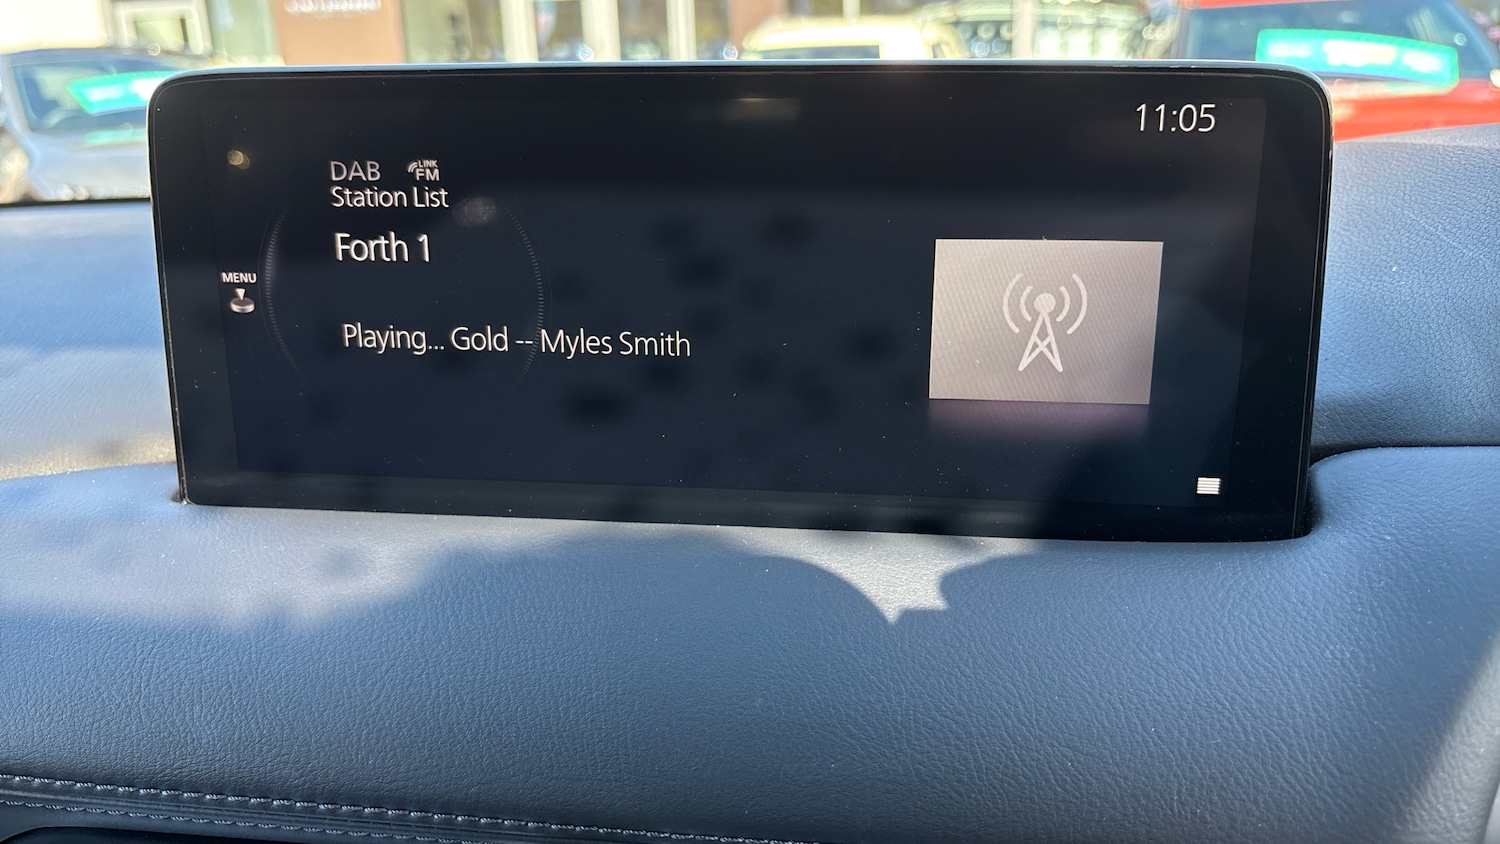 11:05
DAB LINK FM
Station List
Forth 1
MENU
Playing... Gold -- Myles Smith